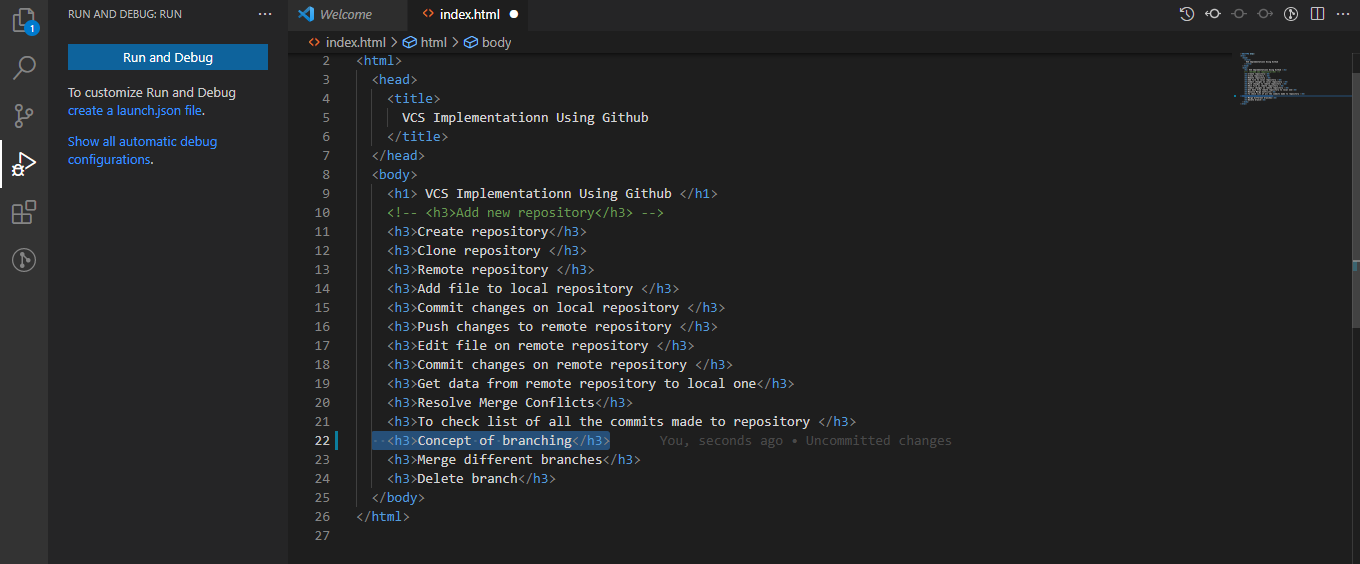 RUN AND DEBUG: RUN
Run and Debug
To customize Run and Debug
create a launch.json file.
Show all automatic debug
configurations.
1
Welcome
index.html
index.html > html > body
2 <html>
3 <head>
4 <title>
5 VCS Implementationn Using Github
6 </title>
7 </head>
8 <body>
9 <h1> VCS Implementationn Using Github </h1>
10 <!-- <h3>Add new repository</h3> -->
11 <h3>Create repository</h3>
12 <h3>Clone repository </h3>
13 <h3>Remote repository </h3>
14 <h3>Add file to local repository </h3>
15 <h3>Commit changes on local repository </h3>
16 <h3>Push changes to remote repository </h3>
17 <h3>Edit file on remote repository </h3>
18 <h3>Commit changes on remote repository </h3>
19 <h3>Get data from remote repository to local one</h3>
20 <h3>Resolve Merge Conflicts</h3>
21 <h3>To check list of all the commits made to repository </h3>
22 <h3>Concept of branching</h3> You, seconds ago • Uncommitted changes
23 <h3>Merge different branches</h3>
24 <h3>Delete branch</h3>
25 </body>
26 </html>
27